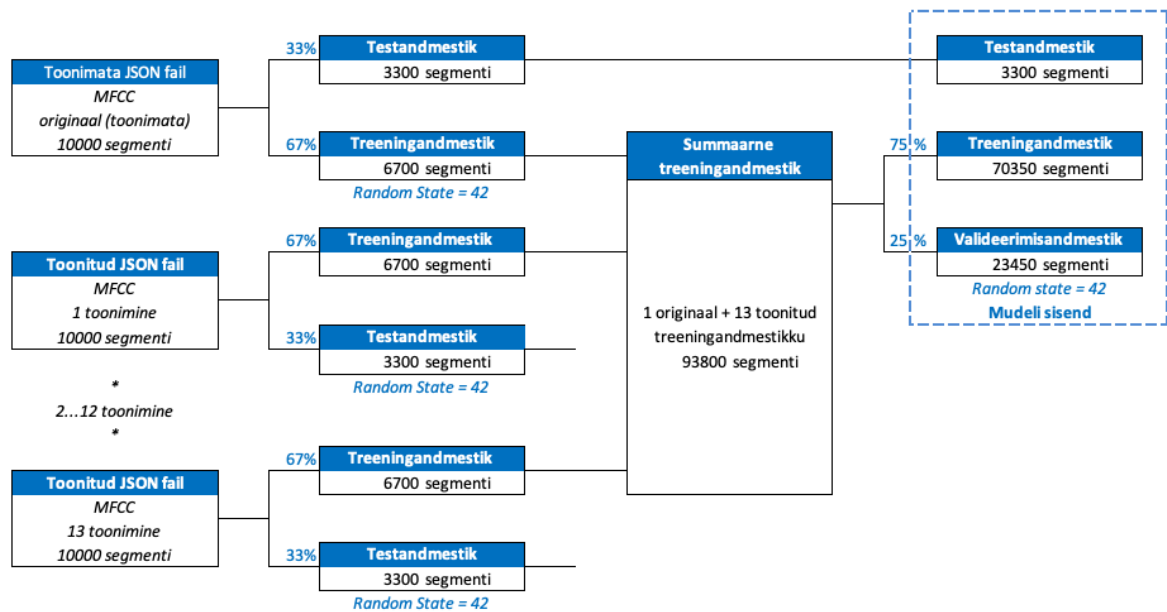 33%
Testandmestik
3300 segmenti
Testandmestik
3300 segmenti
Toonimata JSON fail
MFCC
originaal (toonimata)
10000 segmenti
67%
Treeningandmestik
6700 segmenti
Random State = 42
Summaarne
treeningandmestik
1 originaal + 13 toonitud
treeningandmestikku
93800 segmenti
75 %
Treeningandmestik
70350 segmenti
25 %
Valideerimisandmestik
23450 segmenti
Random state = 42
Mudeli sisend
Toonitud JSON fail
MFCC
1 toonimine
10000 segmenti
67%
Treeningandmestik
6700 segmenti
33%
Testandmestik
3300 segmenti
Random State = 42
*
2...12 toonimine
*
Toonitud JSON fail
MFCC
13 toonimine
10000 segmenti
67%
Treeningandmestik
6700 segmenti
33%
Testandmestik
3300 segmenti
Random State = 42